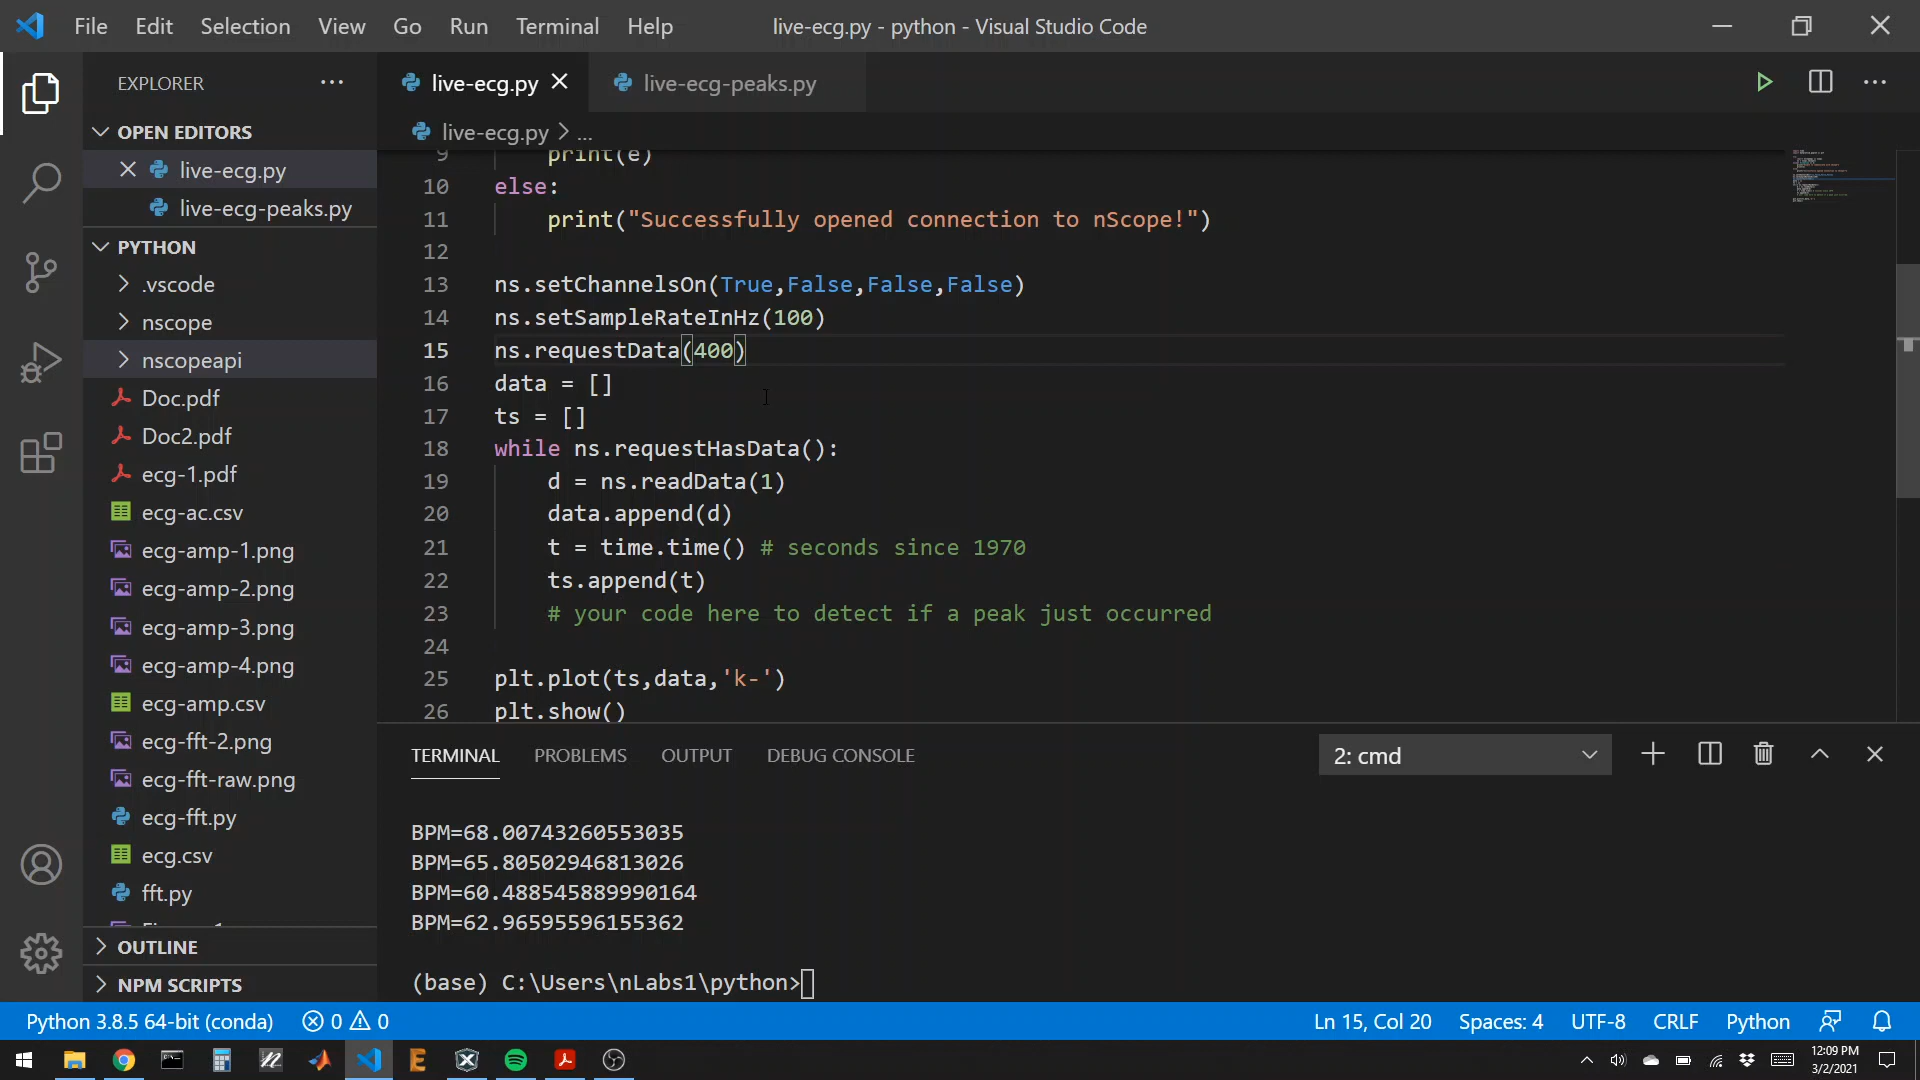 File Edit Selection View Go Run Terminal Help
live-ecg.py - python - Visual Studio Code
EXPLORER
OPEN EDITORS
live-ecg.py
live-ecg-peaks.py
PYTHON
.vscode
nscope
nscopeapi
Doc.pdf
Doc2.pdf
ecg-1.pdf
ecg-ac.csv
ecg-amp-1.png
ecg-amp-2.png
ecg-amp-3.png
ecg-amp-4.png
ecg-amp.csv
ecg-fft-2.png
ecg-fft-raw.png
ecg-fft.py
ecg.csv
fft.py
OUTLINE
NPM SCRIPTS
live-ecg.py live-ecg-peaks.py
live-ecg.py > ...
9 print(e)
10 else:
11 print("Successfully opened connection to nScope!")
12
13 ns.setChannelsOn(True,False,False,False)
14 ns.setSampleRateInHz(100)
15 ns.requestData(400)
16 data = []
17 ts = []
18 while ns.requestHasData():
19 d = ns.readData(1)
20 data.append(d)
21 t = time.time() # seconds since 1970
22 ts.append(t)
23 # your code here to detect if a peak just occurred
24
25 plt.plot(ts,data,'k-')
26 plt.show()
TERMINAL PROBLEMS OUTPUT DEBUG CONSOLE 2: cmd
BPM=68.00743260553035
BPM=65.80502946813026
BPM=60.488545889990164
BPM=62.96595596155362
(base) C:\Users\nLabs1\python>
Python 3.8.5 64-bit (conda) 0 0 Ln 15, Col 20 Spaces: 4 UTF-8 CRLF Python
12:09 PM
3/2/2021